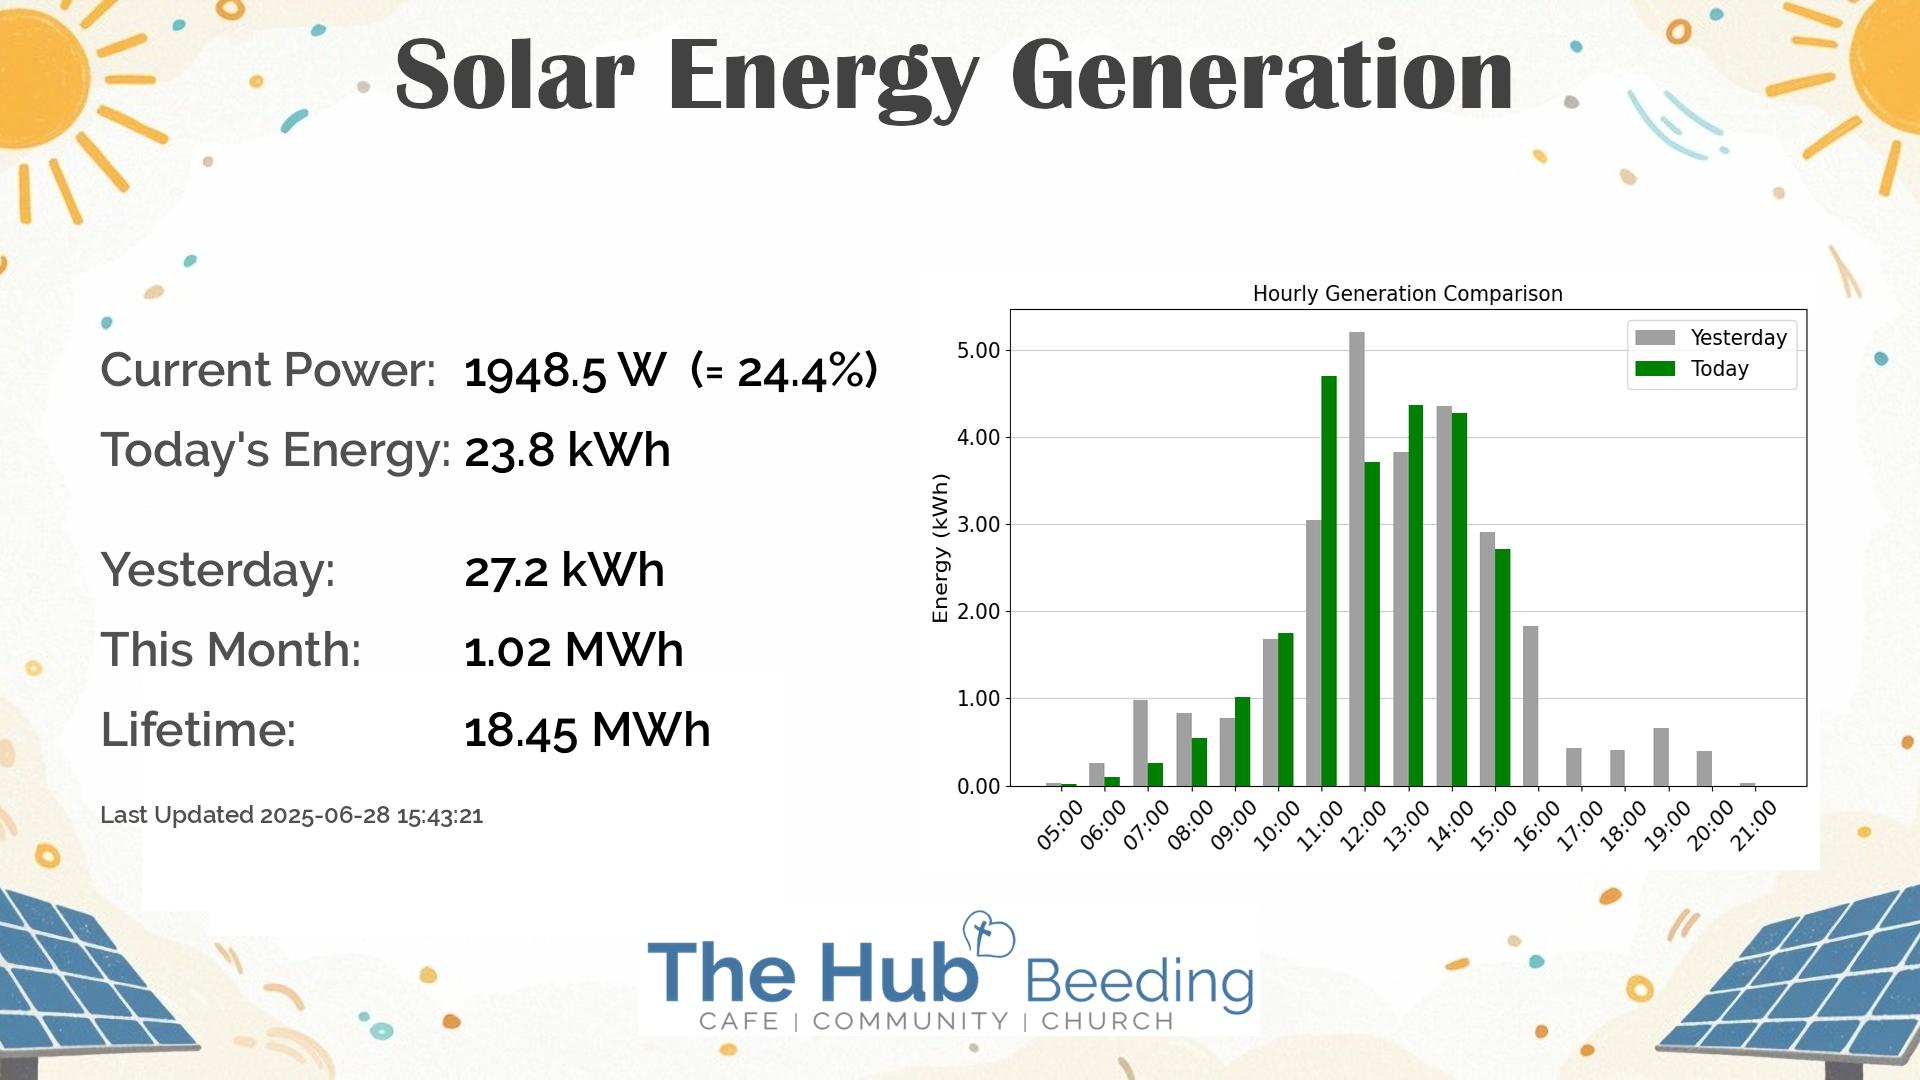 Solar Energy Generation
Current Power: 1948.5 W (= 24.4%)
Today's Energy: 23.8 kWh
Yesterday: 27.2 kWh
This Month: 1.02 MWh
Lifetime: 18.45 MWh
Last Updated 2025-06-28 15:43:21
Hourly Generation Comparison
Yesterday
Today
Energy (kWh)
5.00
4.00
3.00
2.00
1.00
0.00
05:00 06:00 07:00 08:00 09:00 10:00 11:00 12:00 13:00 14:00 15:00 16:00 17:00 18:00 19:00 20:00 21:00
The Hub Beeding
CAFE | COMMUNITY | CHURCH